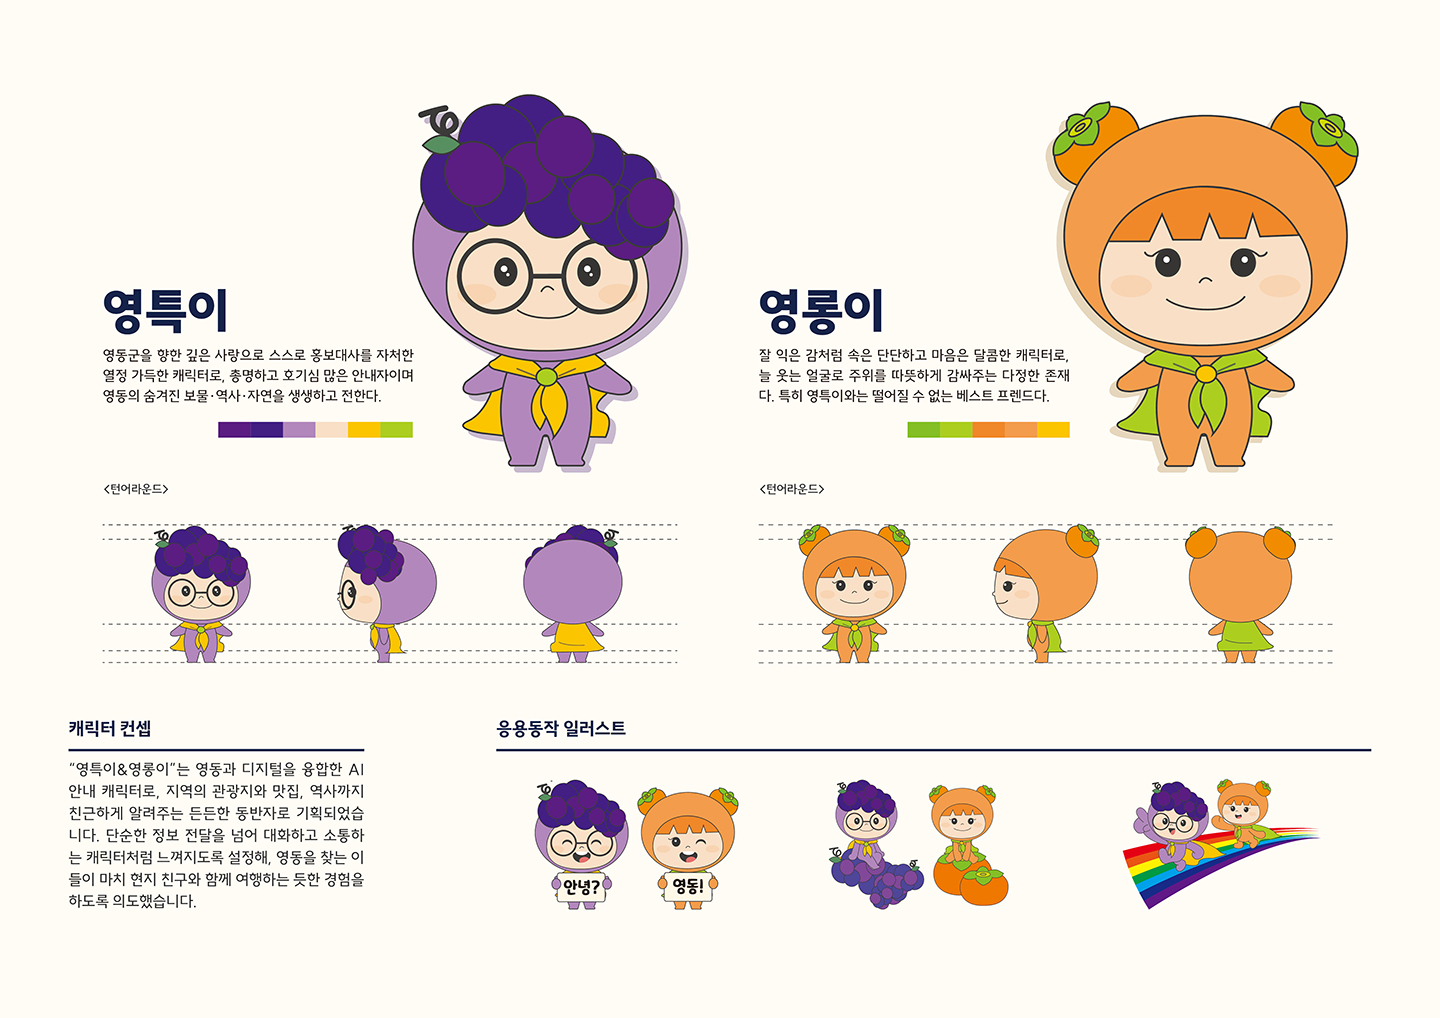 영특이
영동군을 향한 깊은 사랑으로 스스로 홍보대사를 자처한
열정 가득한 캐릭터로, 총명하고 호기심 많은 안내자이며
영동의 숨겨진 보물·역사·자연을 생생하고 전한다.
<턴어라운드>
영롱이
잘 익은 감처럼 속은 단단하고 마음은 달콤한 캐릭터로,
늘 웃는 얼굴로 주위를 따뜻하게 감싸주는 다정한 존재
다. 특히 영특이와는 떨어질 수 없는 베스트 프렌드다.
<턴어라운드>
캐릭터 컨셉
“영특이&영롱이”는 영동과 디지털을 융합한 AI
안내 캐릭터로, 지역의 관광지와 맛집, 역사까지
친근하게 알려주는 든든한 동반자로 기획되었습
니다. 단순한 정보 전달을 넘어 대화하고 소통하
는 캐릭터처럼 느껴지도록 설정해, 영동을 찾는 이
들이 마치 현지 친구와 함께 여행하는 듯한 경험을
하도록 의도했습니다.
응용동작 일러스트
안녕?
영동!